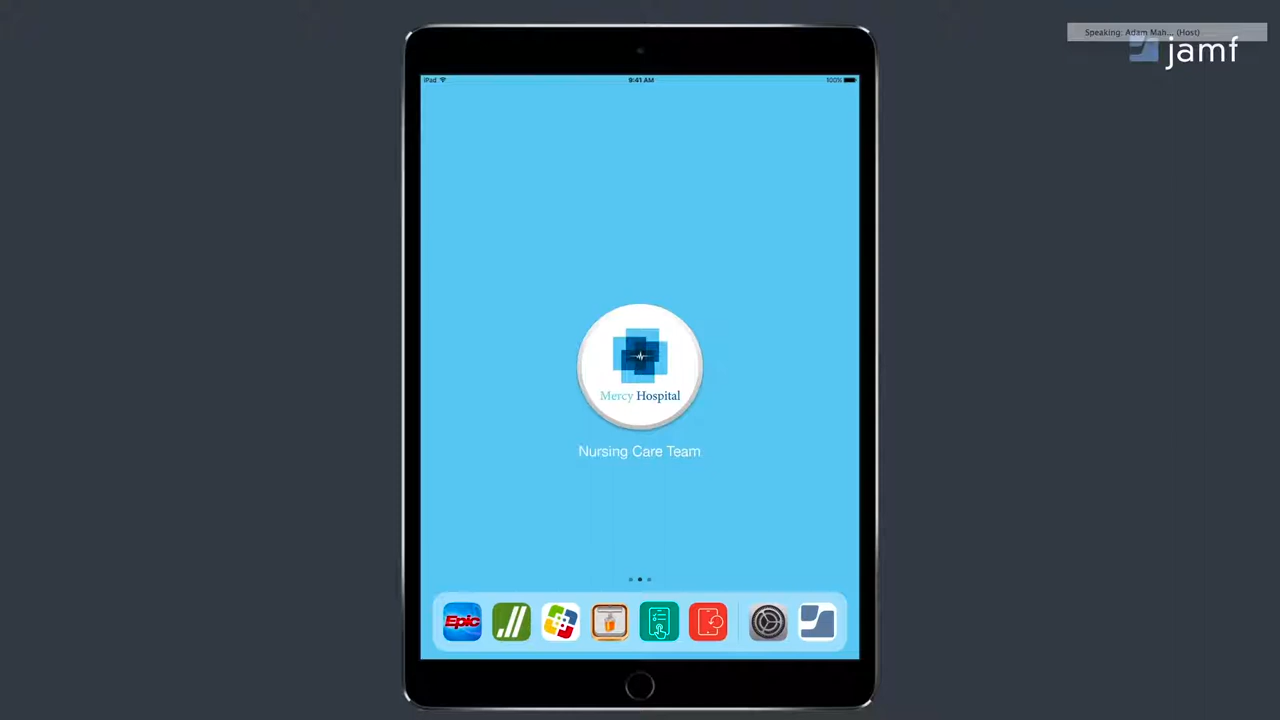 Speaking: Adam Mah... (Host)
jamf
iPad 9:41 AM 100%
Mercy Hospital
Nursing Care Team
Epic